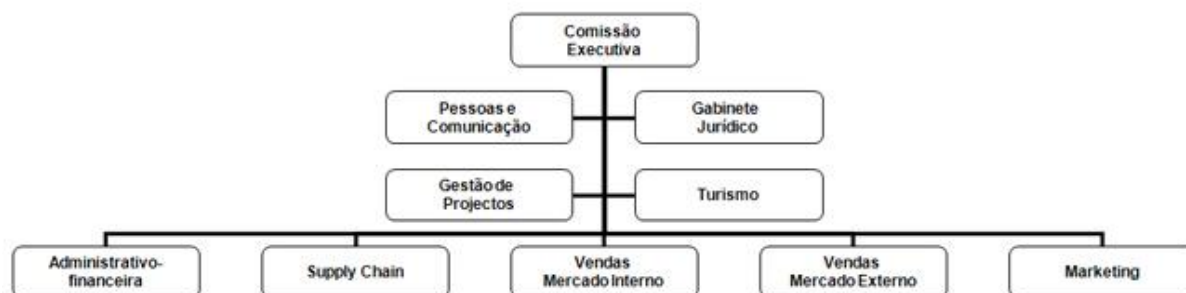 Comissão
Executiva
Pessoas e
Comunicação
Gabinete
Jurídico
Gestão de
Projectos
Turismo
Administrativo-
financeira
Supply Chain
Vendas
Mercado Interno
Vendas
Mercado Externo
Marketing